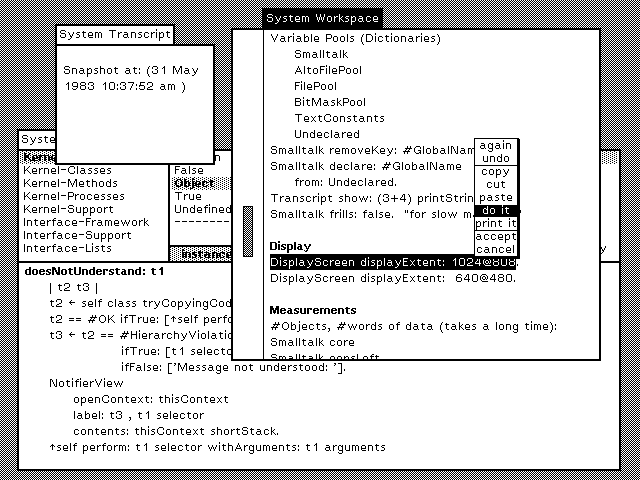 System Transcript
Snapshot at: (31 May
1983 10:37:52 am )
System Workspace
Variable Pools (Dictionaries)
Smalltalk
AltoFilePool
FilePool
BitMaskPool
TextConstants
Undeclared
Smalltalk removeKey: #GlobalNam
Smalltalk declare: #GlobalName
from: Undeclared.
Transcript show: (3+4) printStrin
Smalltalk frills: false. "for slow m
Display
DisplayScreen displayExtent: 1024@808.
DisplayScreen displayExtent: 640@480.
Measurements
#Objects, #words of data (takes a long time):
Smalltalk core
again
undo
copy
cut
paste
do it
print it
accept
cancel
Syste
Kerne
Kernel-Classes
Kernel-Methods
Kernel-Processes
Kernel-Support
Interface-Framework
Interface-Support
Interface-Lists
False
Object
True
Undefined
--------
instance
doesNotUnderstand: t1
| t2 t3 |
t2 ← self class tryCopyingCod
t2 == #OK ifTrue: [↑self perfo
t3 ← t2 == #HierarchyViolatio
ifTrue: [t1 selecto
ifFalse: ['Message not understood: '].
NotifierView
openContext: thisContext
label: t3 , t1 selector
contents: thisContext shortStack.
↑self perform: t1 selector withArguments: t1 arguments